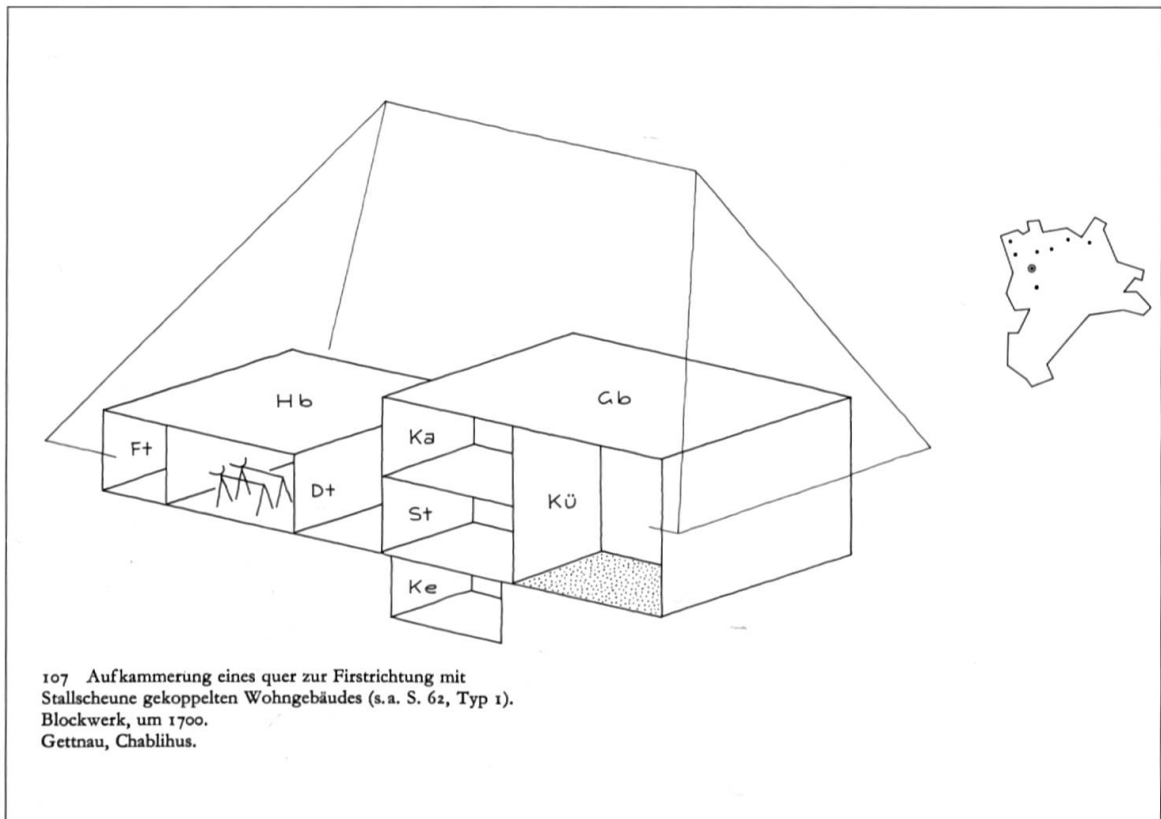 Hb
Gb
Ft
Dt
Ka
St
Kü
Ke
107 Aufkammerung eines quer zur Firstrichtung mit
Stallscheune gekoppelten Wohngebäudes (s.a. S. 62, Typ 1).
Blockwerk, um 1700.
Gettnau, Chablihus.